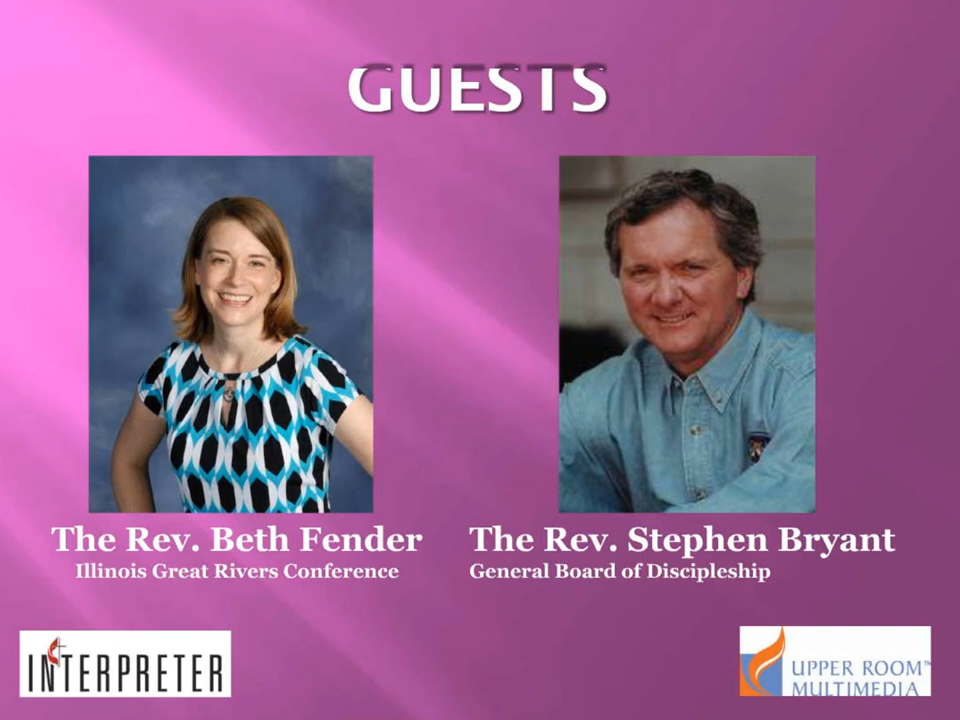 GUESTS
The Rev. Beth Fender
Illinois Great Rivers Conference
The Rev. Stephen Bryant
General Board of Discipleship
INTERPRETER
UPPER ROOM™
MULTIMEDIA